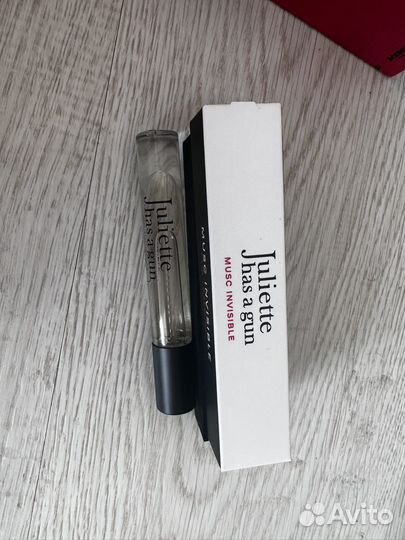 Juliette
has a gun
MUSC INVISIBLE
Juliette
has a gun
MUSC INVISIBLE
Avito